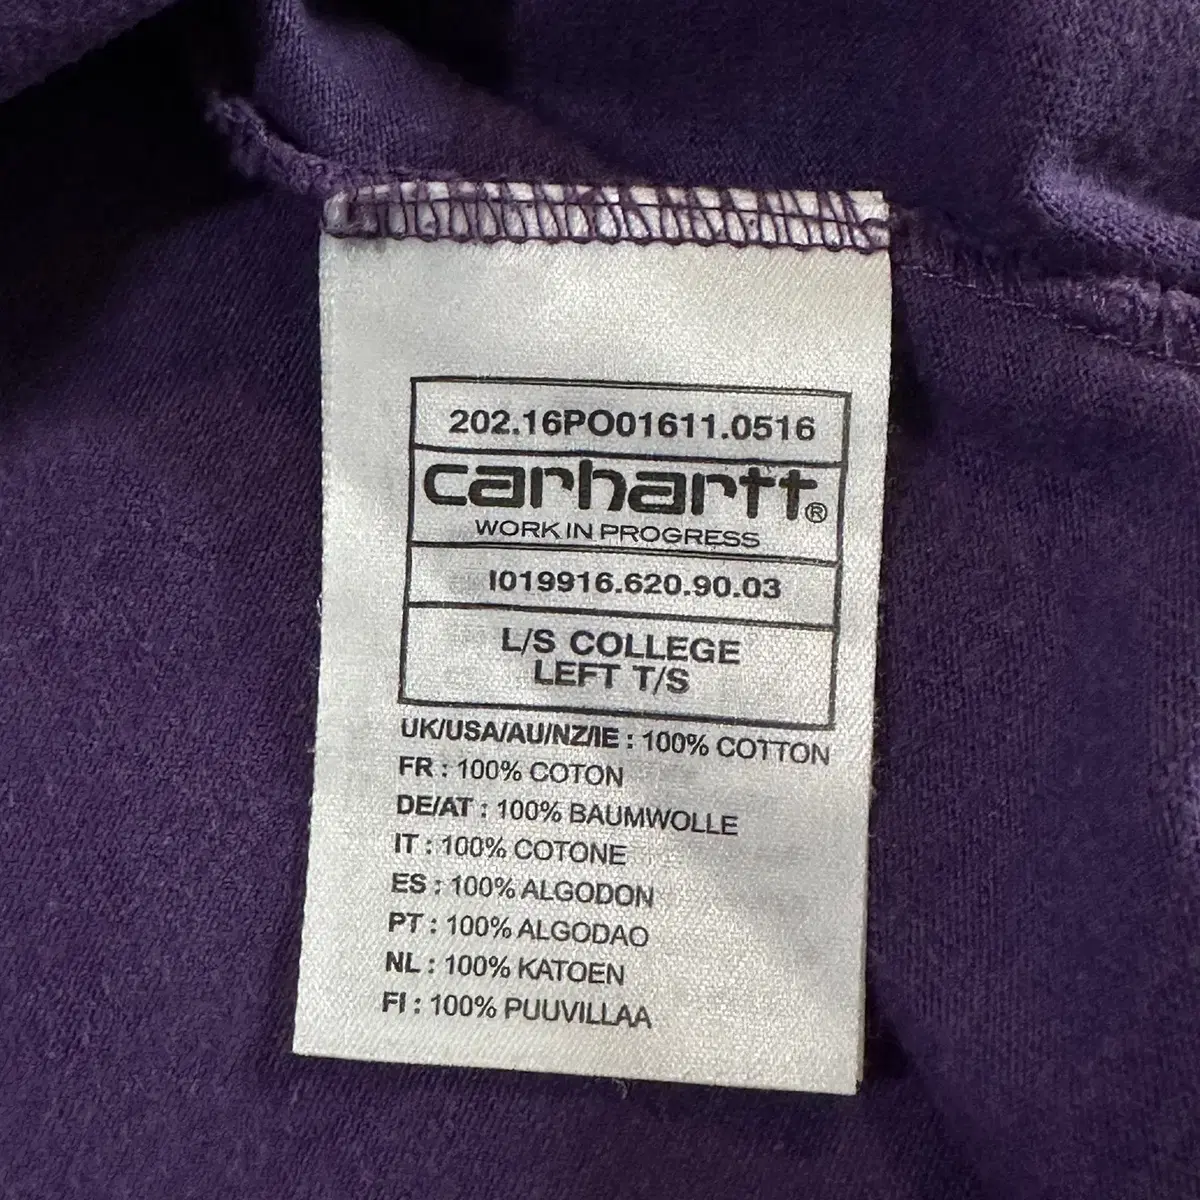 202.16PO01611.0516
carhartt®
WORK IN PROGRESS
I019916.620.90.03
L/S COLLEGE
LEFT T/S
UK/USA/AU/NZ/IE : 100% COTTON
FR : 100% COTON
DE/AT : 100% BAUMWOLLE
IT : 100% COTONE
ES : 100% ALGODON
PT : 100% ALGODAO
NL : 100% KATOEN
FI : 100% PUUVILLAA